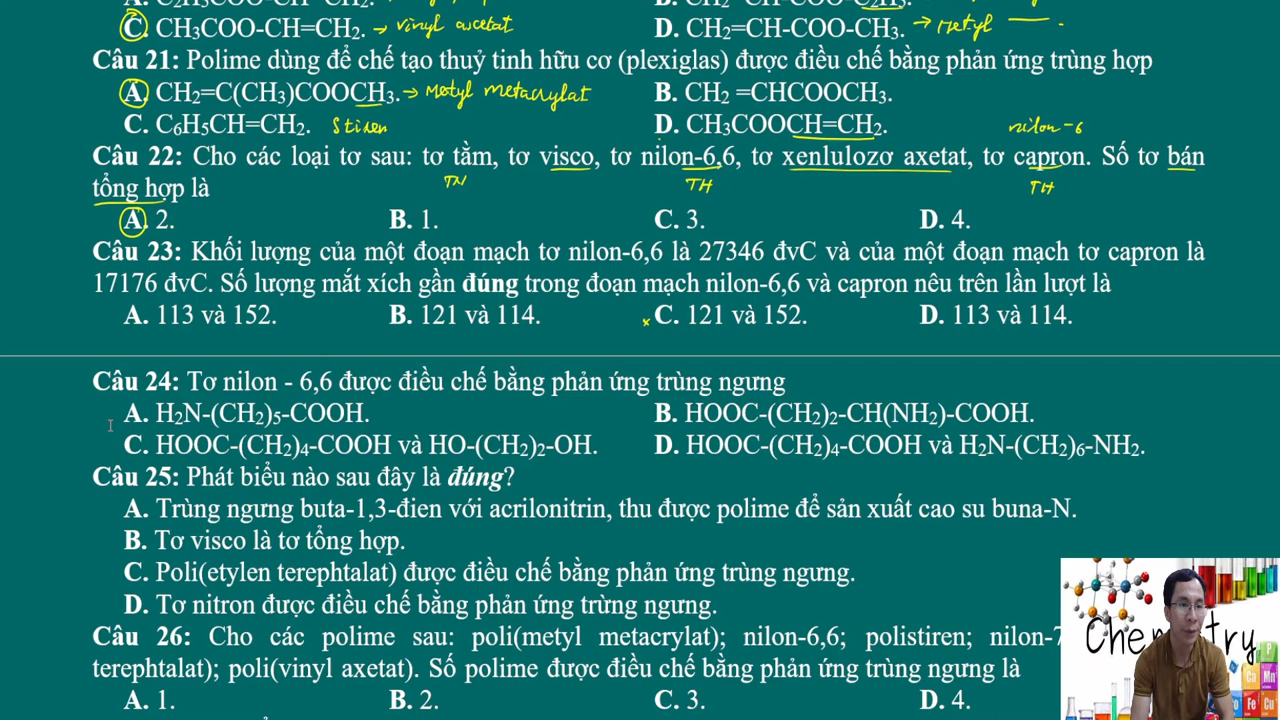 C. CH3COO-CH=CH2. → vinyl axetat D. CH2=CH-COO-CH3. → Metyl
Câu 21: Polime dùng để chế tạo thuỷ tinh hữu cơ (plexiglas) được điều chế bằng phản ứng trùng hợp
A. CH2=C(CH3)COOCH3. → Metyl metacrylat B. CH2 =CHCOOCH3.
C. C6H5CH=CH2. Stiren D. CH3COOCH=CH2. nilon-6
Câu 22: Cho các loại tơ sau: tơ tằm, tơ visco, tơ nilon-6,6, tơ xenlulozơ axetat, tơ capron. Số tơ bán
TN TH TH
tổng hợp là
A. 2. B. 1. C. 3. D. 4.
Câu 23: Khối lượng của một đoạn mạch tơ nilon-6,6 là 27346 đvC và của một đoạn mạch tơ capron là
17176 đvC. Số lượng mắt xích gần đúng trong đoạn mạch nilon-6,6 và capron nêu trên lần lượt là
A. 113 và 152. B. 121 và 114. x C. 121 và 152. D. 113 và 114.
Câu 24: Tơ nilon - 6,6 được điều chế bằng phản ứng trùng ngưng
A. H2N-(CH2)5-COOH. B. HOOC-(CH2)2-CH(NH2)-COOH.
C. HOOC-(CH2)4-COOH và HO-(CH2)2-OH. D. HOOC-(CH2)4-COOH và H2N-(CH2)6-NH2.
Câu 25: Phát biểu nào sau đây là đúng?
A. Trùng ngưng buta-1,3-đien với acrilonitrin, thu được polime để sản xuất cao su buna-N.
B. Tơ visco là tơ tổng hợp.
C. Poli(etylen terephtalat) được điều chế bằng phản ứng trùng ngưng.
D. Tơ nitron được điều chế bằng phản ứng trừng ngưng.
Câu 26: Cho các polime sau: poli(metyl metacrylat); nilon-6,6; polistiren; nilon-7
terephtalat); poli(vinyl axetat). Số polime được điều chế bằng phản ứng trùng ngưng là
A. 1. B. 2. C. 3. D. 4.
Chemistry